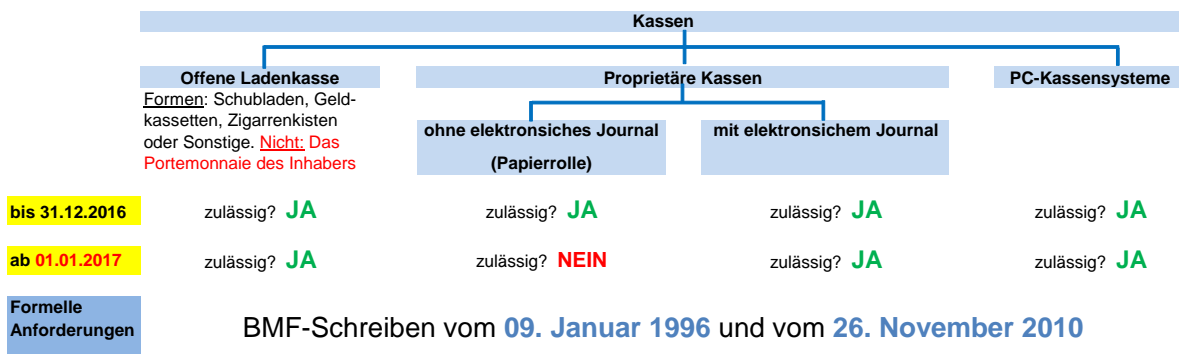 Kassen
Offene Ladenkasse
Formen: Schubladen, Geld-
kassetten, Zigarrenkisten
oder Sonstige. Nicht: Das
Portemonnaie des Inhabers
Proprietäre Kassen
ohne elektronsiches Journal
(Papierrolle)
mit elektronsichem Journal
PC-Kassensysteme
bis 31.12.2016
zulässig? JA
zulässig? JA
zulässig? JA
zulässig? JA
ab 01.01.2017
zulässig? JA
zulässig? NEIN
zulässig? JA
zulässig? JA
Formelle
Anforderungen
BMF-Schreiben vom 09. Januar 1996 und vom 26. November 2010